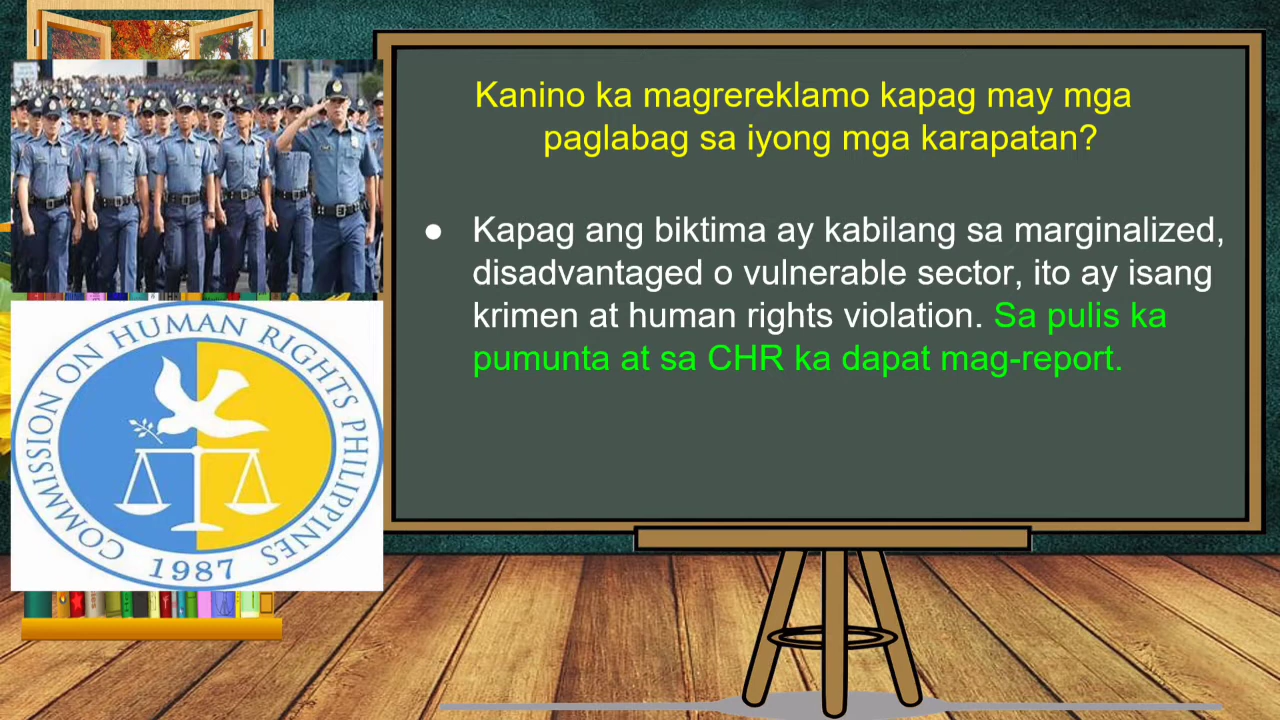 Kanino ka magrereklamo kapag may mga
paglabag sa iyong mga karapatan?
● Kapag ang biktima ay kabilang sa marginalized,
disadvantaged o vulnerable sector, ito ay isang
krimen at human rights violation. Sa pulis ka
pumunta at sa CHR ka dapat mag-report.
COMMISSION ON HUMAN RIGHTS PHILIPPINES
1987